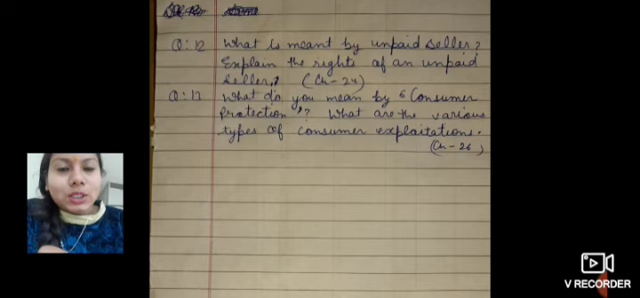 Q: 12 What is meant by unpaid seller?
Explain the rights of an unpaid
seller? (Ch-24)
Q: 13 What do you mean by "Consumer
Protection"? What are the various
types of consumer explaitations.
(Ch-26)
V RECORDER